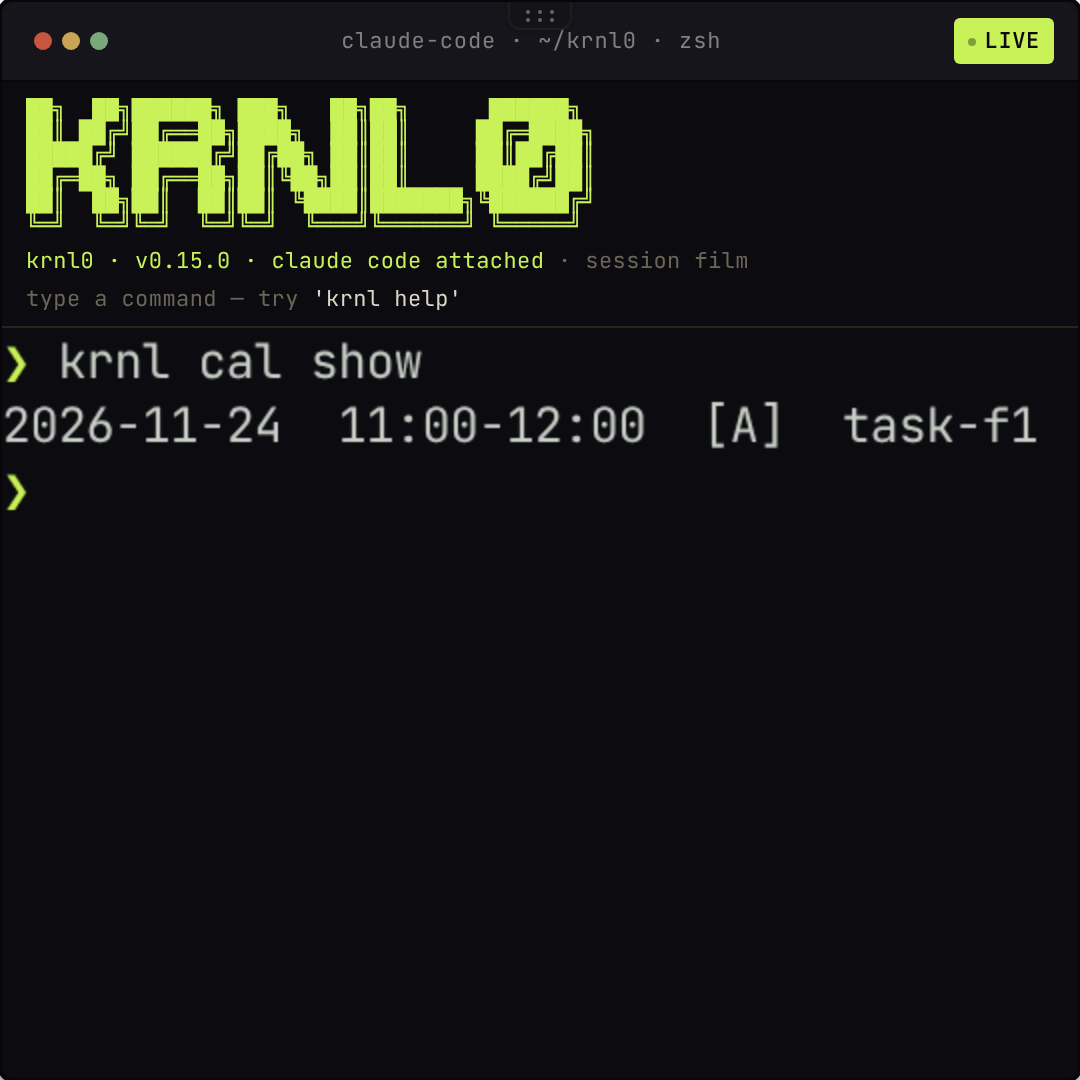 claude-code · ~/krnl0 · zsh
LIVE
KRNL0
krnl0 · v0.15.0 · claude code attached · session film
type a command — try 'krnl help'
❯ krnl cal show
2026-11-24  11:00-12:00  [A]  task-f1
❯